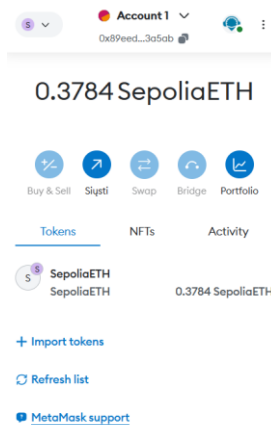 S
Account 1
0x89eed...3a5ab
0.3784 SepoliaETH
Buy & Sell Siųsti Swap Bridge Portfolio
Tokens NFTs Activity
S S SepoliaETH
SepoliaETH 0.3784 SepoliaETH
+ Import tokens
Refresh list
MetaMask support